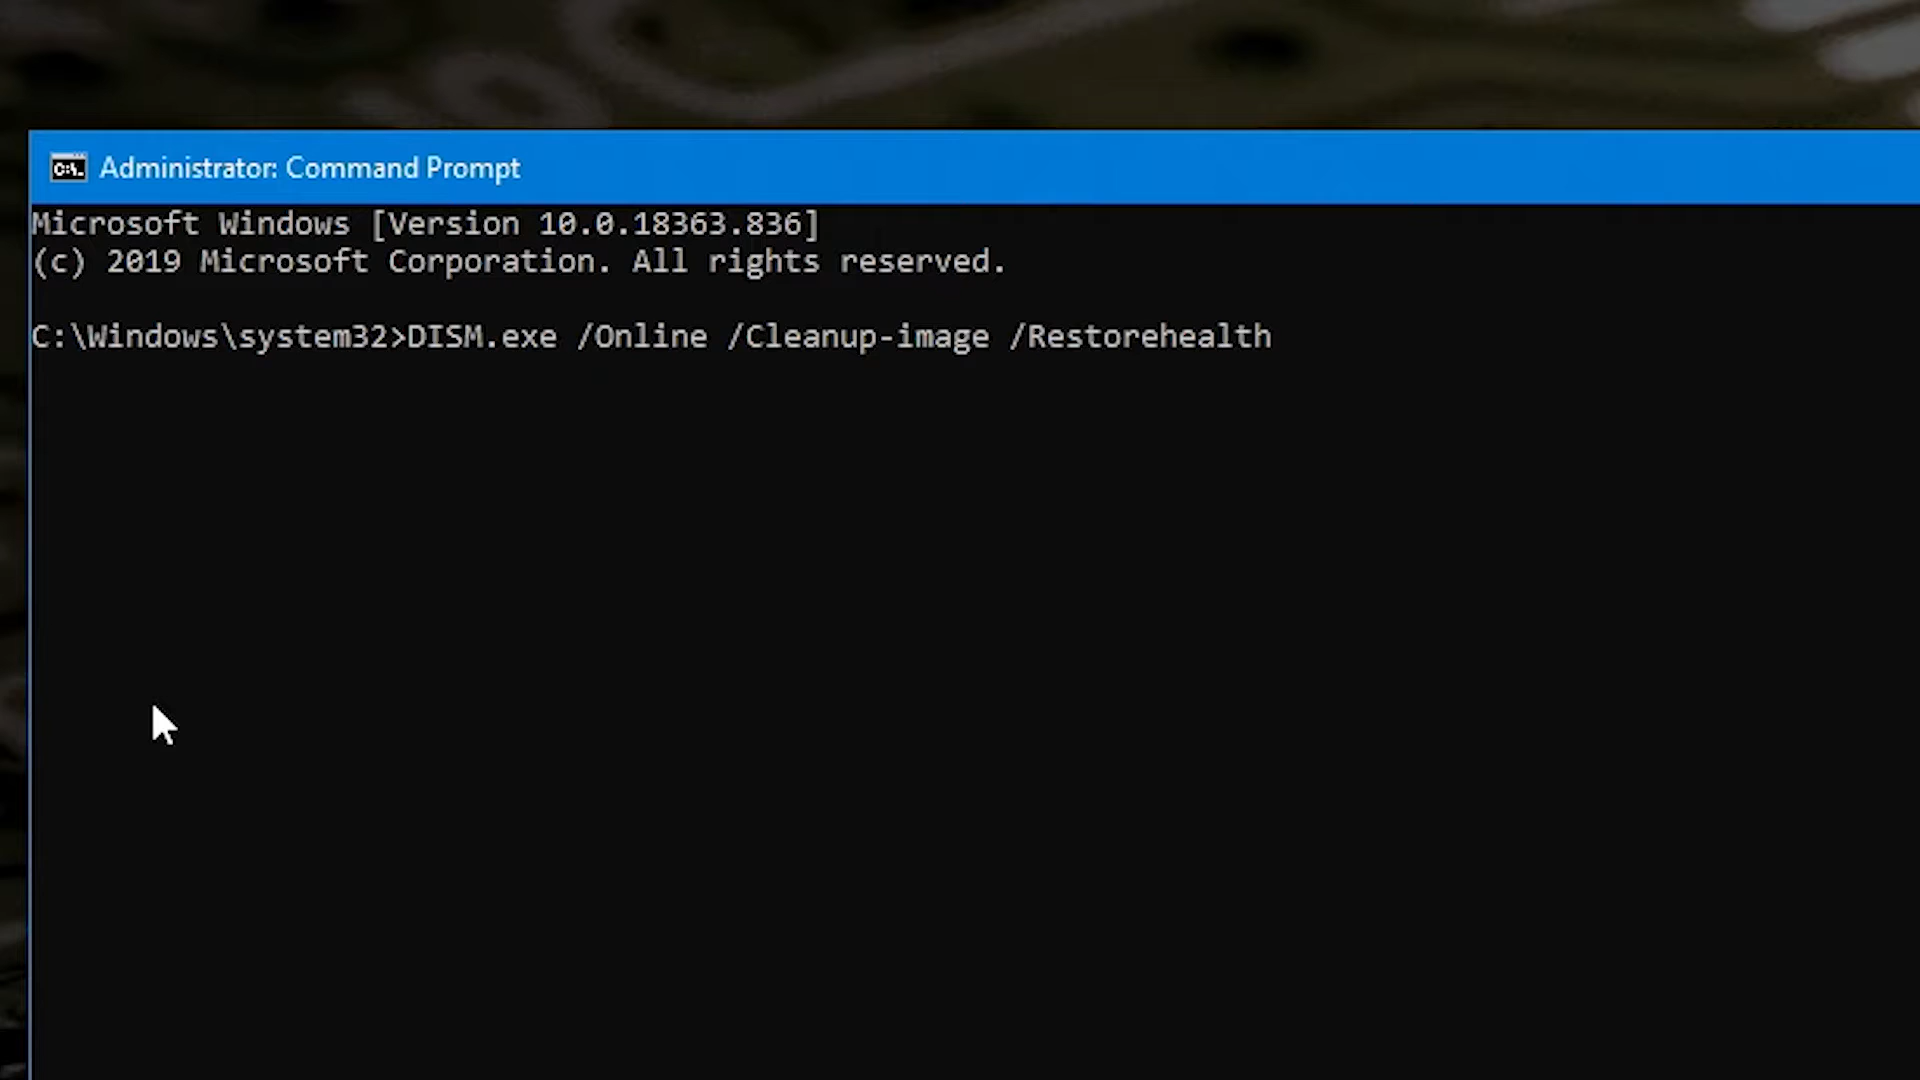 Administrator: Command Prompt
Microsoft Windows [Version 10.0.18363.836]
(c) 2019 Microsoft Corporation. All rights reserved.
C:\Windows\system32>DISM.exe /Online /Cleanup-image /Restorehealth